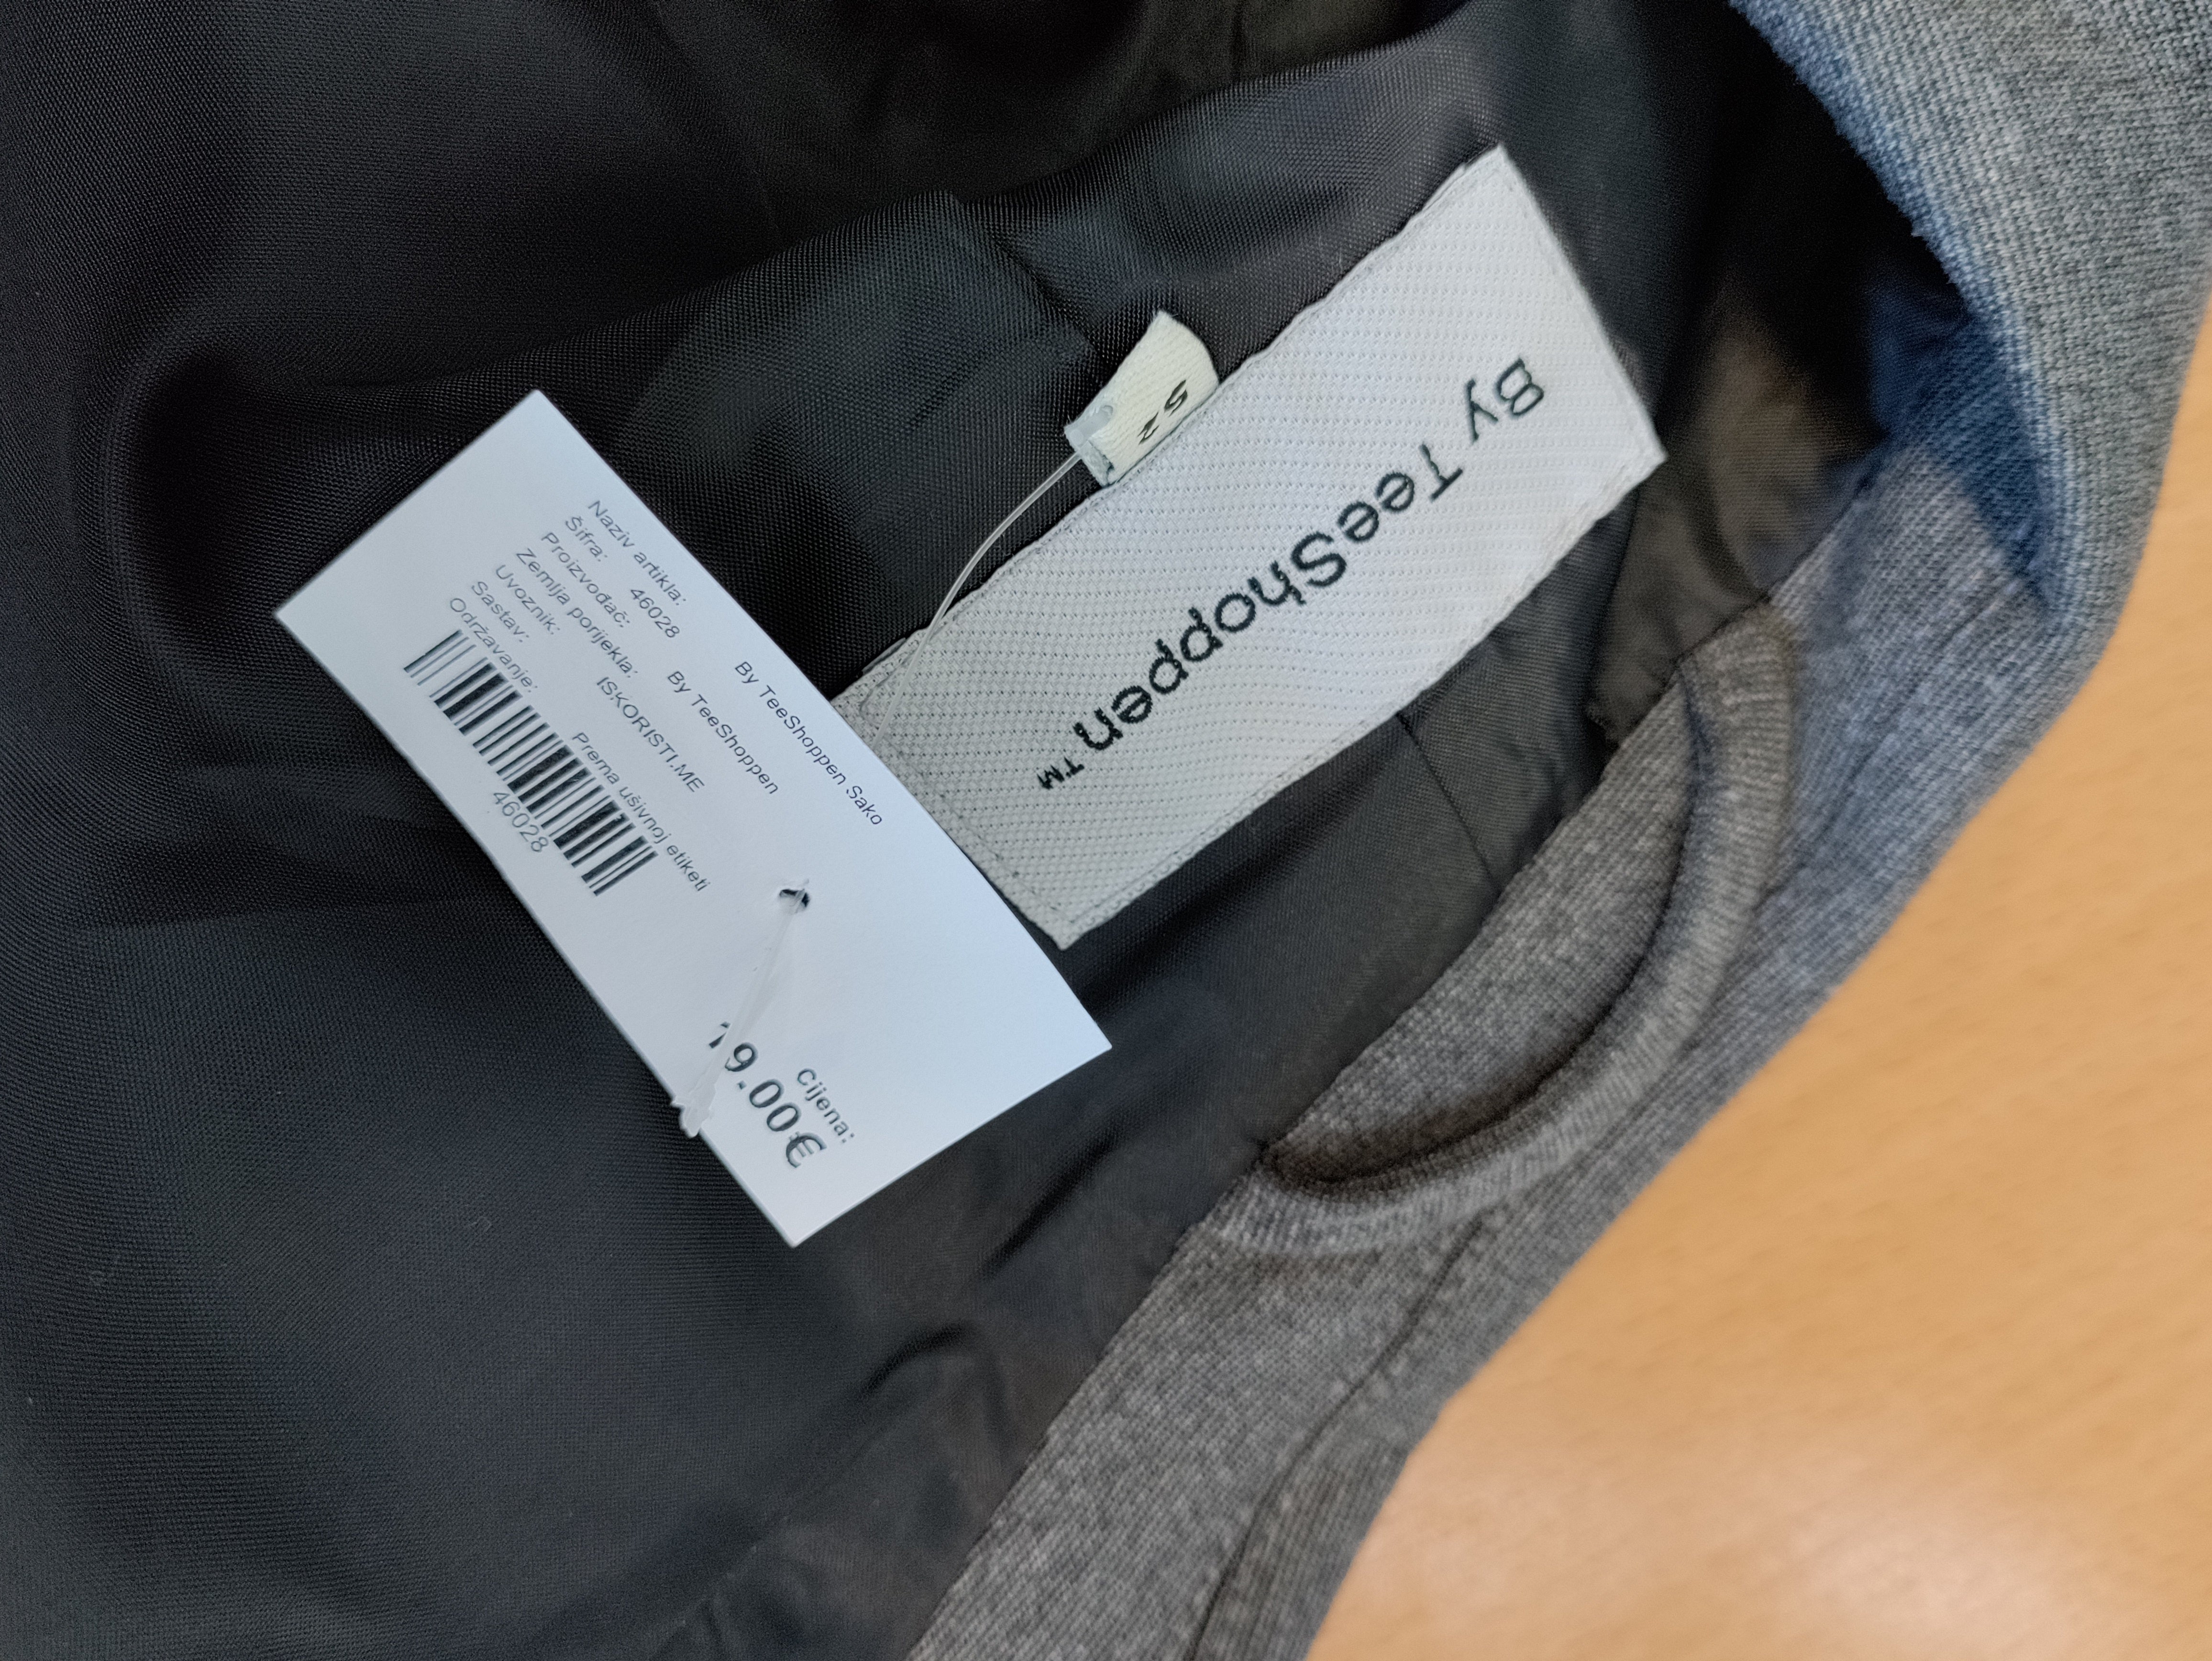 By TeeShoppen™
52
Naziv artikla: By TeeShoppen Sako
Šifra: 46028
Proizvođač: By TeeShoppen
Zemlja porijekla:
Uvoznik: ISKORISTI.ME
Sastav:
Održavanje: Prema ušivnoj etiketi
46028
Cijena:
19.00€